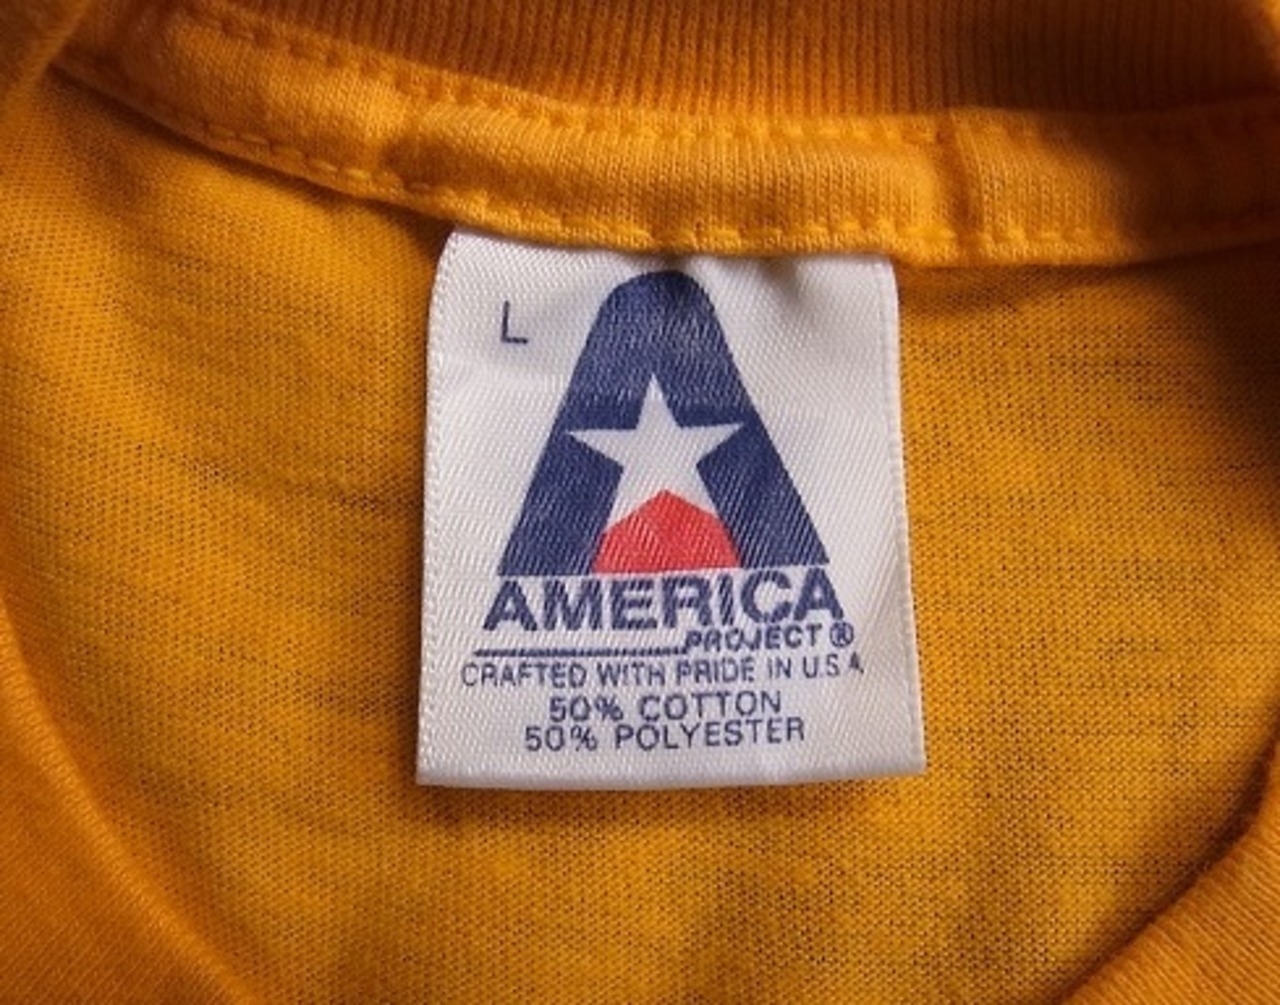 L
AMERICA
PROJECT ®
CRAFTED WITH PRIDE IN U.S.A.
50% COTTON
50% POLYESTER